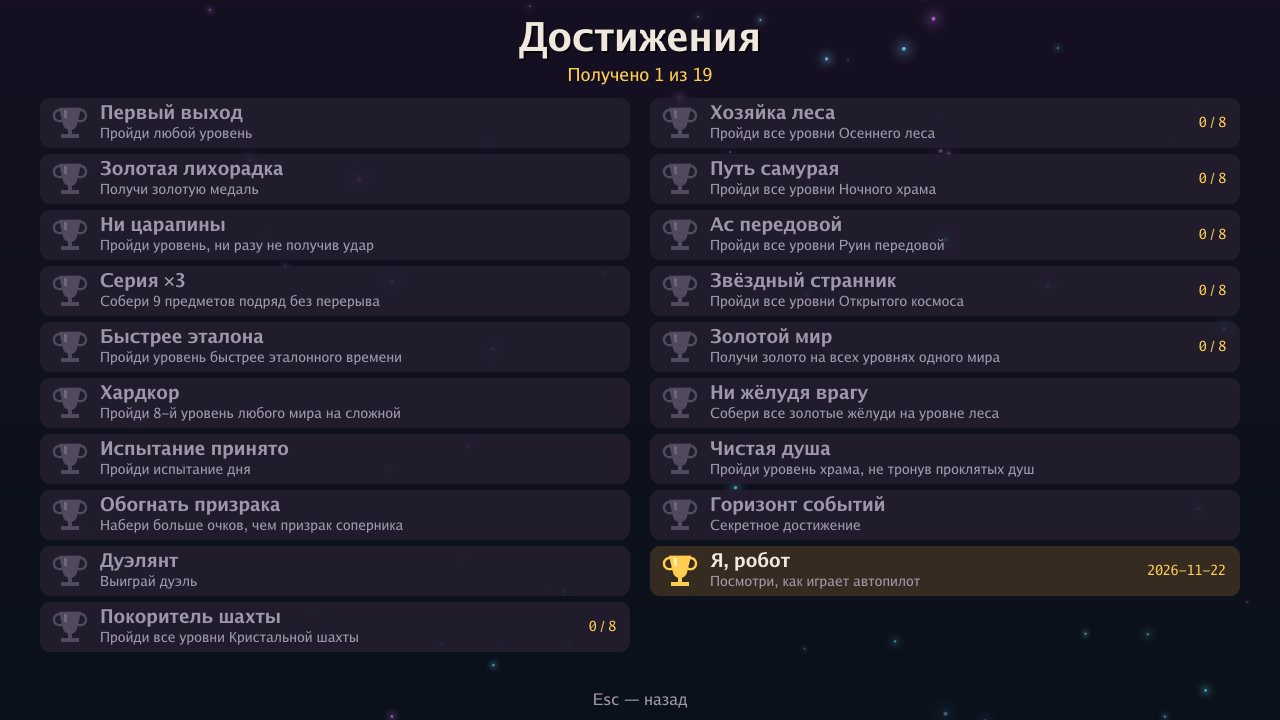 Достижения
Получено 1 из 19
Первый выход
Пройди любой уровень
Золотая лихорадка
Получи золотую медаль
Ни царапины
Пройди уровень, ни разу не получив удар
Серия ×3
Собери 9 предметов подряд без перерыва
Быстрее эталона
Пройди уровень быстрее эталонного времени
Хардкор
Пройди 8-й уровень любого мира на сложной
Испытание принято
Пройди испытание дня
Обогнать призрака
Набери больше очков, чем призрак соперника
Дуэлянт
Выиграй дуэль
Покоритель шахты
Пройди все уровни Кристальной шахты
0 / 8
Хозяйка леса
Пройди все уровни Осеннего леса
0 / 8
Путь самурая
Пройди все уровни Ночного храма
0 / 8
Ас передовой
Пройди все уровни Руин передовой
0 / 8
Звёздный странник
Пройди все уровни Открытого космоса
0 / 8
Золотой мир
Получи золото на всех уровнях одного мира
0 / 8
Ни жёлудя врагу
Собери все золотые жёлуди на уровне леса
Чистая душа
Пройди уровень храма, не тронув проклятых душ
Горизонт событий
Секретное достижение
Я, робот
Посмотри, как играет автопилот
2026-11-22
Esc — назад